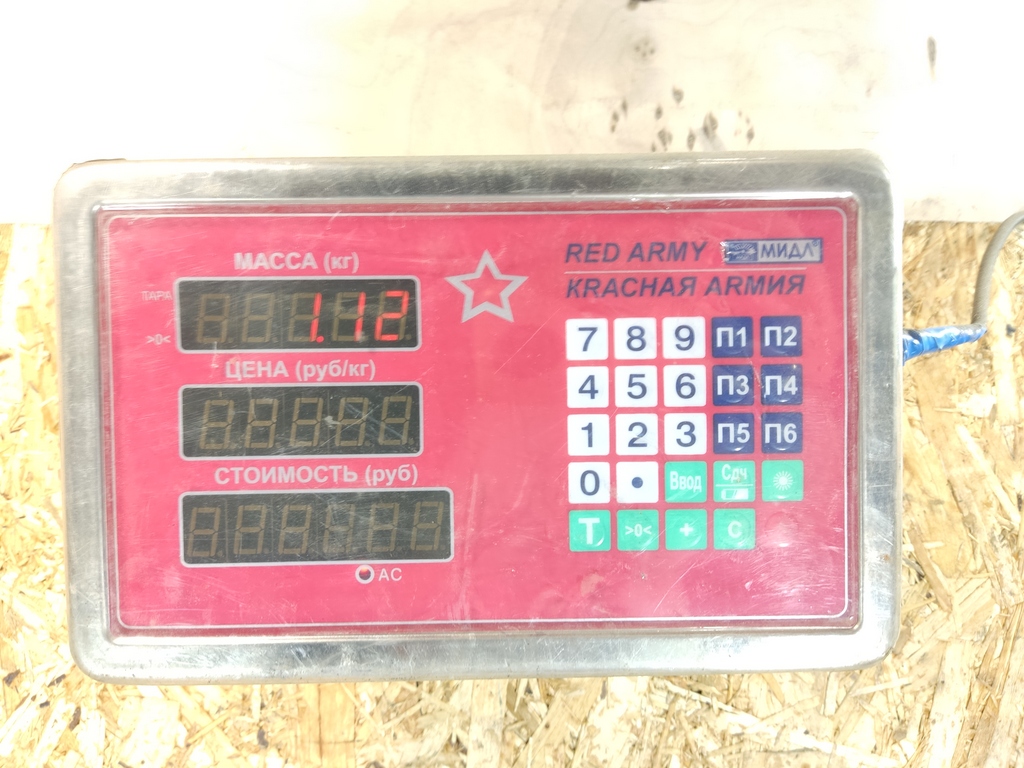 МАССА (кг)
ТАРА
1.12
>0<
ЦЕНА (руб/кг)
СТОИМОСТЬ (руб)
AC
RED ARMY МИДЛ
КРАСНАЯ АРМИЯ
7 8 9 П1 П2
4 5 6 П3 П4
1 2 3 П5 П6
0 • Ввод Сдч
T >0< + C